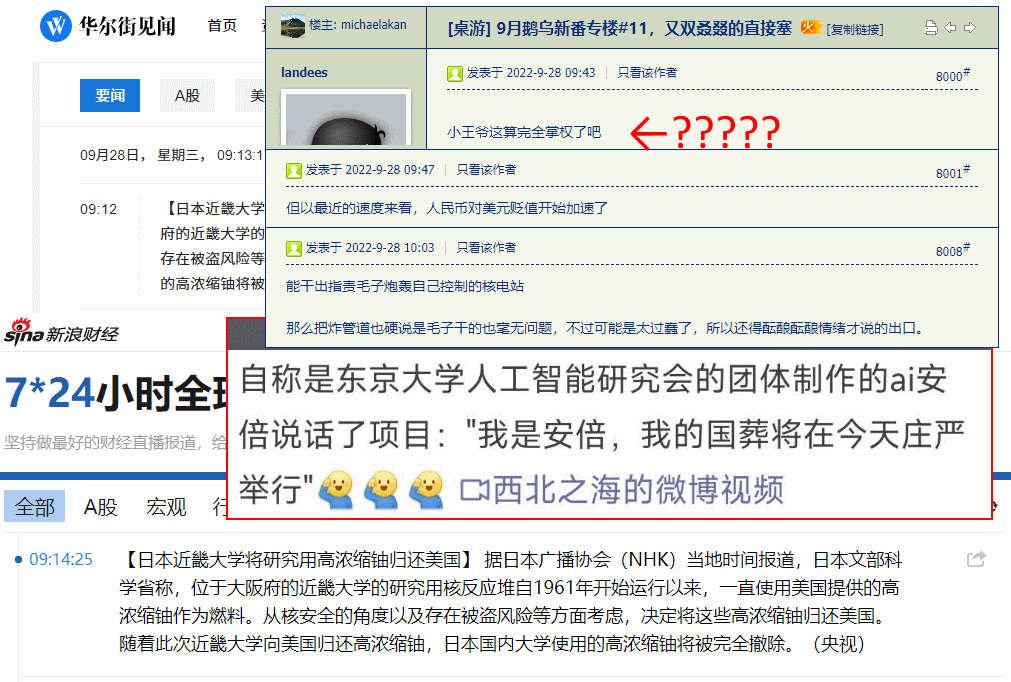 华尔街见闻
首页
要闻
A股
美
09月28日， 星期三， 09:13:1
09:12
【日本近畿大学
府的近畿大学的
存在被盗风险等
的高浓缩铀将被
楼主: michaelakan
[桌游] 9月鹅乌新番专楼#11，又双叒叕的直接塞
[复制链接]
landees
发表于 2022-9-28 09:43 | 只看该作者
8000#
小王爷这算完全掌权了吧
←?????
发表于 2022-9-28 09:47 | 只看该作者
8001#
但以最近的速度来看，人民币对美元贬值开始加速了
发表于 2022-9-28 10:03 | 只看该作者
8008#
能干出指责毛子炮轰自己控制的核电站
那么把炸管道也硬说是毛子干的也毫无问题，不过可能是太过蠢了，所以还得酝酿酝酿情绪才说的出口。
sina新浪财经
7*24小时全球
坚持做最好的财经直播报道，给
自称是东京大学人工智能研究会的团体制作的ai安
倍说话了项目："我是安倍，我的国葬将在今天庄严
举行"
西北之海的微博视频
全部
A股
宏观
行
09:14:25
【日本近畿大学将研究用高浓缩铀归还美国】 据日本广播协会（NHK）当地时间报道，日本文部科
学省称，位于大阪府的近畿大学的研究用核反应堆自1961年开始运行以来，一直使用美国提供的高
浓缩铀作为燃料。从核安全的角度以及存在被盗风险等方面考虑，决定将这些高浓缩铀归还美国。
随着此次近畿大学向美国归还高浓缩铀，日本国内大学使用的高浓缩铀将被完全撤除。（央视）